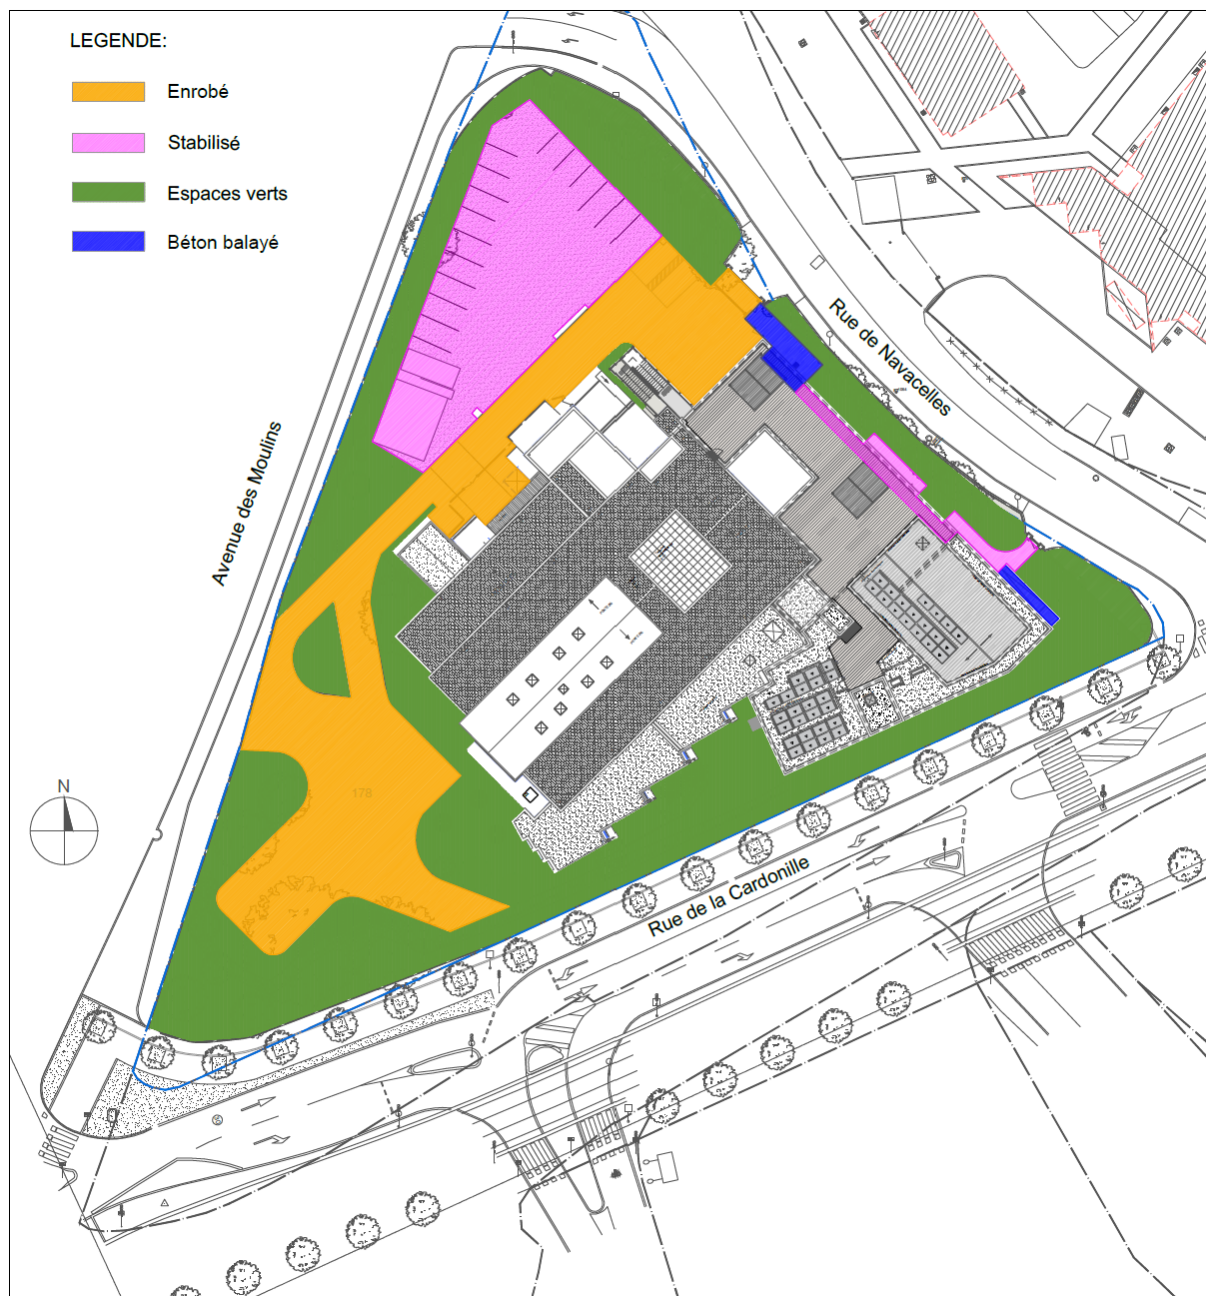 LEGENDE:
Enrobé
Stabilisé
Espaces verts
Béton balayé
Rue de Navacelles
Avenue des Moulins
N
178
Rue de la Cardonille